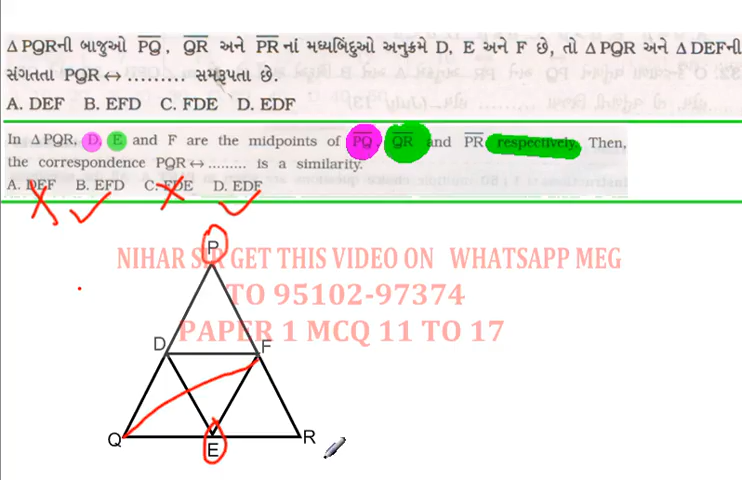 Δ PQRની બાજુઓ PQ, QR અને PRનાં મધ્યબિંદુઓ અનુક્રમે D, E અને F છે, તો Δ PQR અને Δ DEFની
સંગતતા PQR ↔ ......... સમરૂપતા છે.
A. DEF B. EFD C. FDE D. EDF
In Δ PQR, D, E and F are the midpoints of PQ QR and PR respectively. Then,
the correspondence PQR ↔ ......... is a similarity.
A. DEF B. EFD C. FDE D. EDF
P
NIHAR SIR GET THIS VIDEO ON WHATSAPP MEG
TO 95102-97374
PAPER 1 MCQ 11 TO 17
D F
Q E R